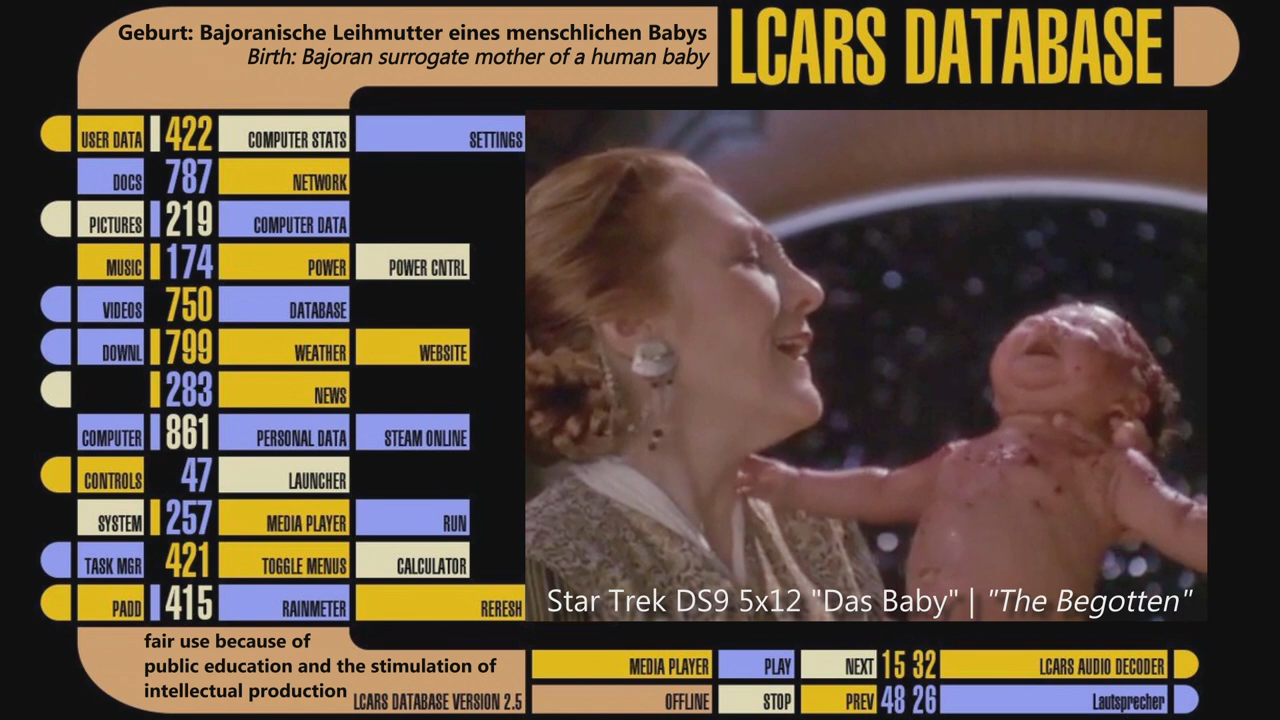 Geburt: Bajoranische Leihmutter eines menschlichen Babys
Birth: Bajoran surrogate mother of a human baby
LCARS DATABASE
USER DATA 422 COMPUTER STATS SETTINGS
DOCS 787 NETWORK
PICTURES 219 COMPUTER DATA
MUSIC 174 POWER POWER CNTRL
VIDEOS 750 DATABASE
DOWNL 799 WEATHER WEBSITE
283 NEWS
COMPUTER 861 PERSONAL DATA STEAM ONLINE
CONTROLS 47 LAUNCHER
SYSTEM 257 MEDIA PLAYER RUN
TASK MGR 421 TOGGLE MENUS CALCULATOR
PADD 415 RAINMETER RERESH
Star Trek DS9 5x12 "Das Baby" | "The Begotten"
fair use because of
public education and the stimulation of
intellectual production
LCARS DATABASE VERSION 2.5
MEDIA PLAYER PLAY NEXT 15 32 LCARS AUDIO DECODER
OFFLINE STOP PREV 48 26 Lautsprecher